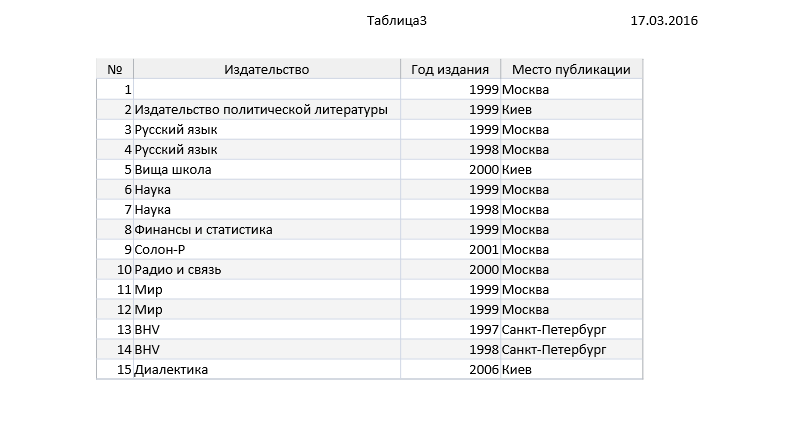 Таблица3 17.03.2016
№ Издательство Год издания Место публикации
1 1999 Москва
2 Издательство политической литературы 1999 Киев
3 Русский язык 1999 Москва
4 Русский язык 1998 Москва
5 Вища школа 2000 Киев
6 Наука 1999 Москва
7 Наука 1998 Москва
8 Финансы и статистика 1999 Москва
9 Солон-Р 2001 Москва
10 Радио и связь 2000 Москва
11 Мир 1999 Москва
12 Мир 1999 Москва
13 BHV 1997 Санкт-Петербург
14 BHV 1998 Санкт-Петербург
15 Диалектика 2006 Киев